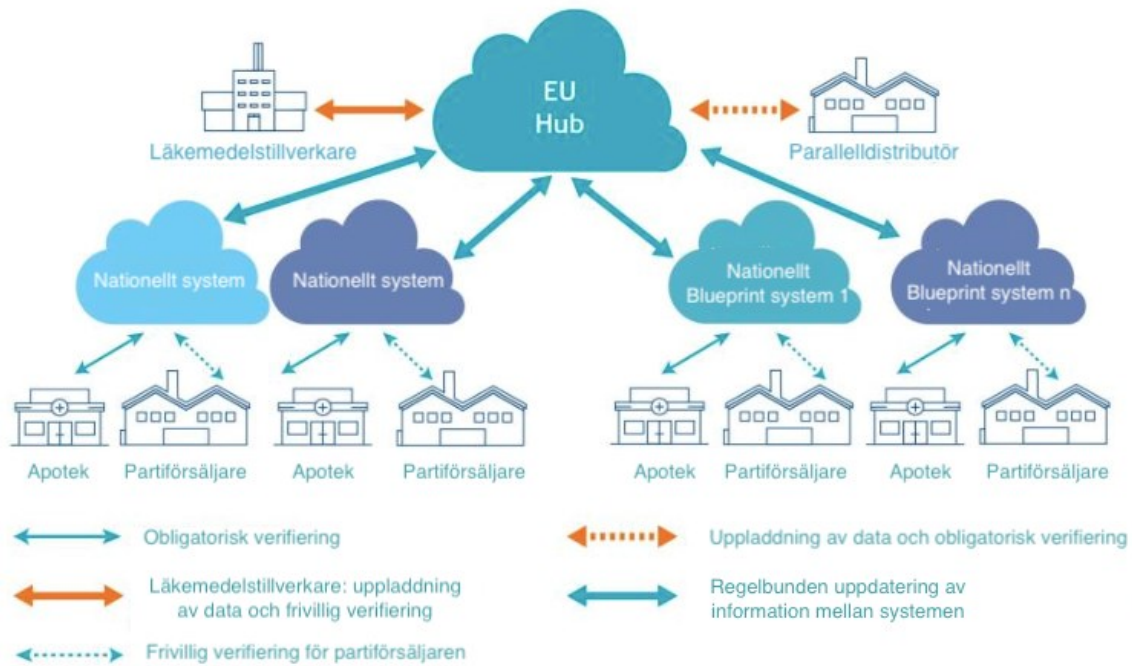 EU
Hub
Läkemedelstillverkare
Parallelldistributör
Nationellt system
Nationellt system
Nationellt
Blueprint system 1
Nationellt
Blueprint system n
Apotek
Partiförsäljare
Apotek
Partiförsäljare
Apotek
Partiförsäljare
Apotek
Partiförsäljare
Obligatorisk verifiering
Uppladdning av data och obligatorisk verifiering
Läkemedelstillverkare: uppladdning
av data och frivillig verifiering
Regelbunden uppdatering av
information mellan systemen
Frivillig verifiering för partiförsäljaren